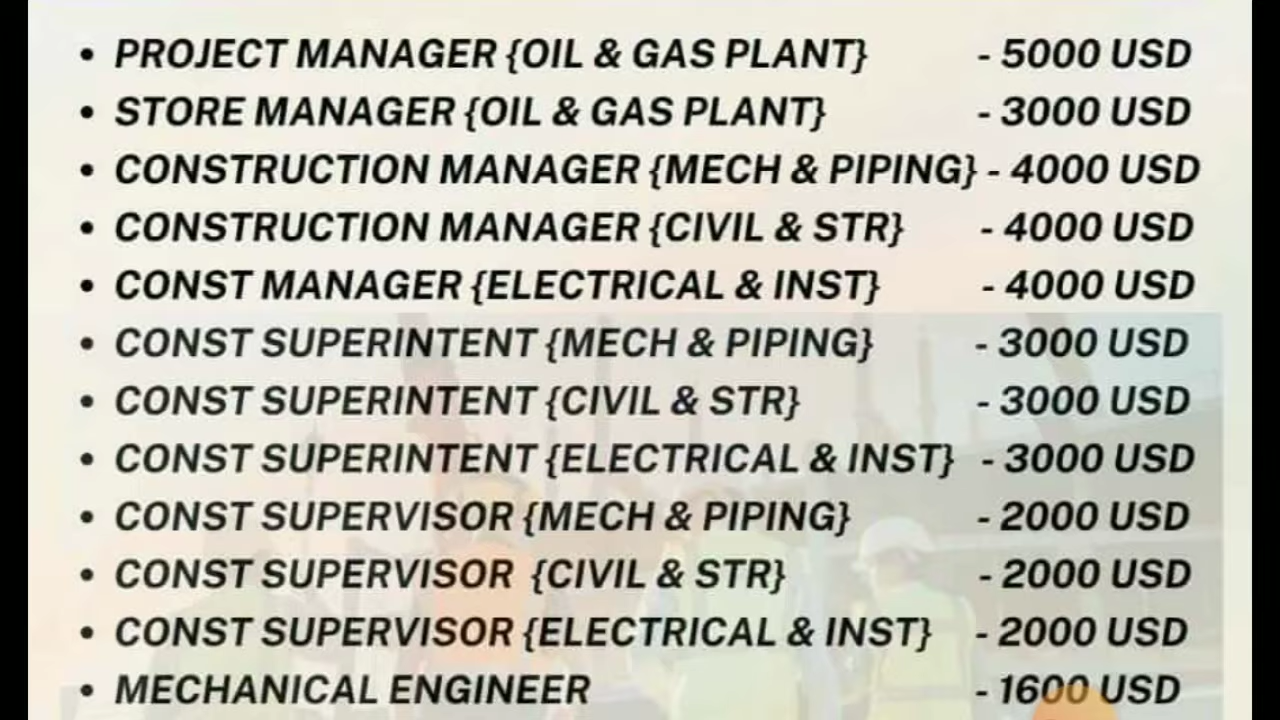 • PROJECT MANAGER {OIL & GAS PLANT} - 5000 USD
• STORE MANAGER {OIL & GAS PLANT} - 3000 USD
• CONSTRUCTION MANAGER {MECH & PIPING} - 4000 USD
• CONSTRUCTION MANAGER {CIVIL & STR} - 4000 USD
• CONST MANAGER {ELECTRICAL & INST} - 4000 USD
• CONST SUPERINTENT {MECH & PIPING} - 3000 USD
• CONST SUPERINTENT {CIVIL & STR} - 3000 USD
• CONST SUPERINTENT {ELECTRICAL & INST} - 3000 USD
• CONST SUPERVISOR {MECH & PIPING} - 2000 USD
• CONST SUPERVISOR {CIVIL & STR} - 2000 USD
• CONST SUPERVISOR {ELECTRICAL & INST} - 2000 USD
• MECHANICAL ENGINEER - 1600 USD